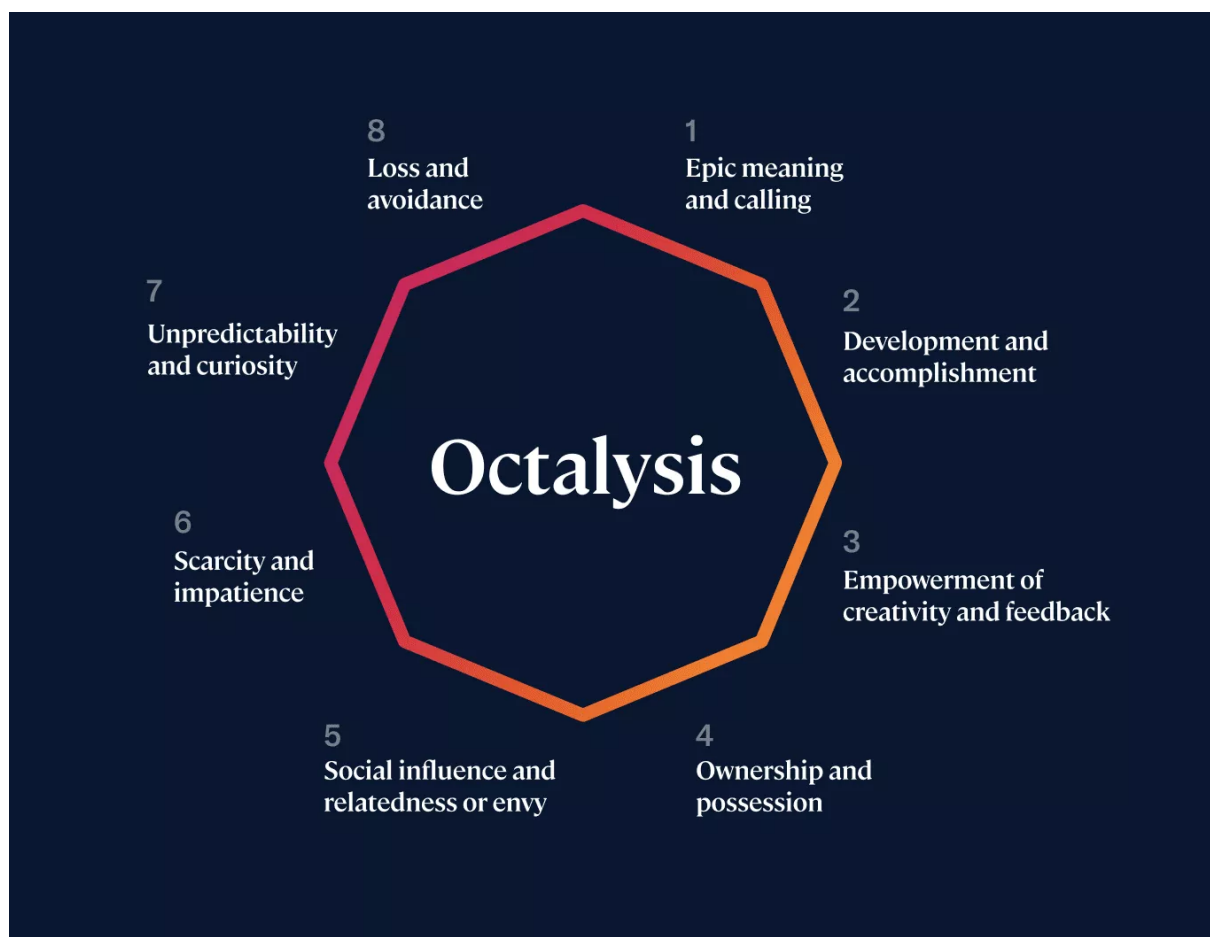 8
Loss and
avoidance
1
Epic meaning
and calling
7
Unpredictability
and curiosity
2
Development and
accomplishment
Octalysis
6
Scarcity and
impatience
3
Empowerment of
creativity and feedback
5
Social influence and
relatedness or envy
4
Ownership and
possession